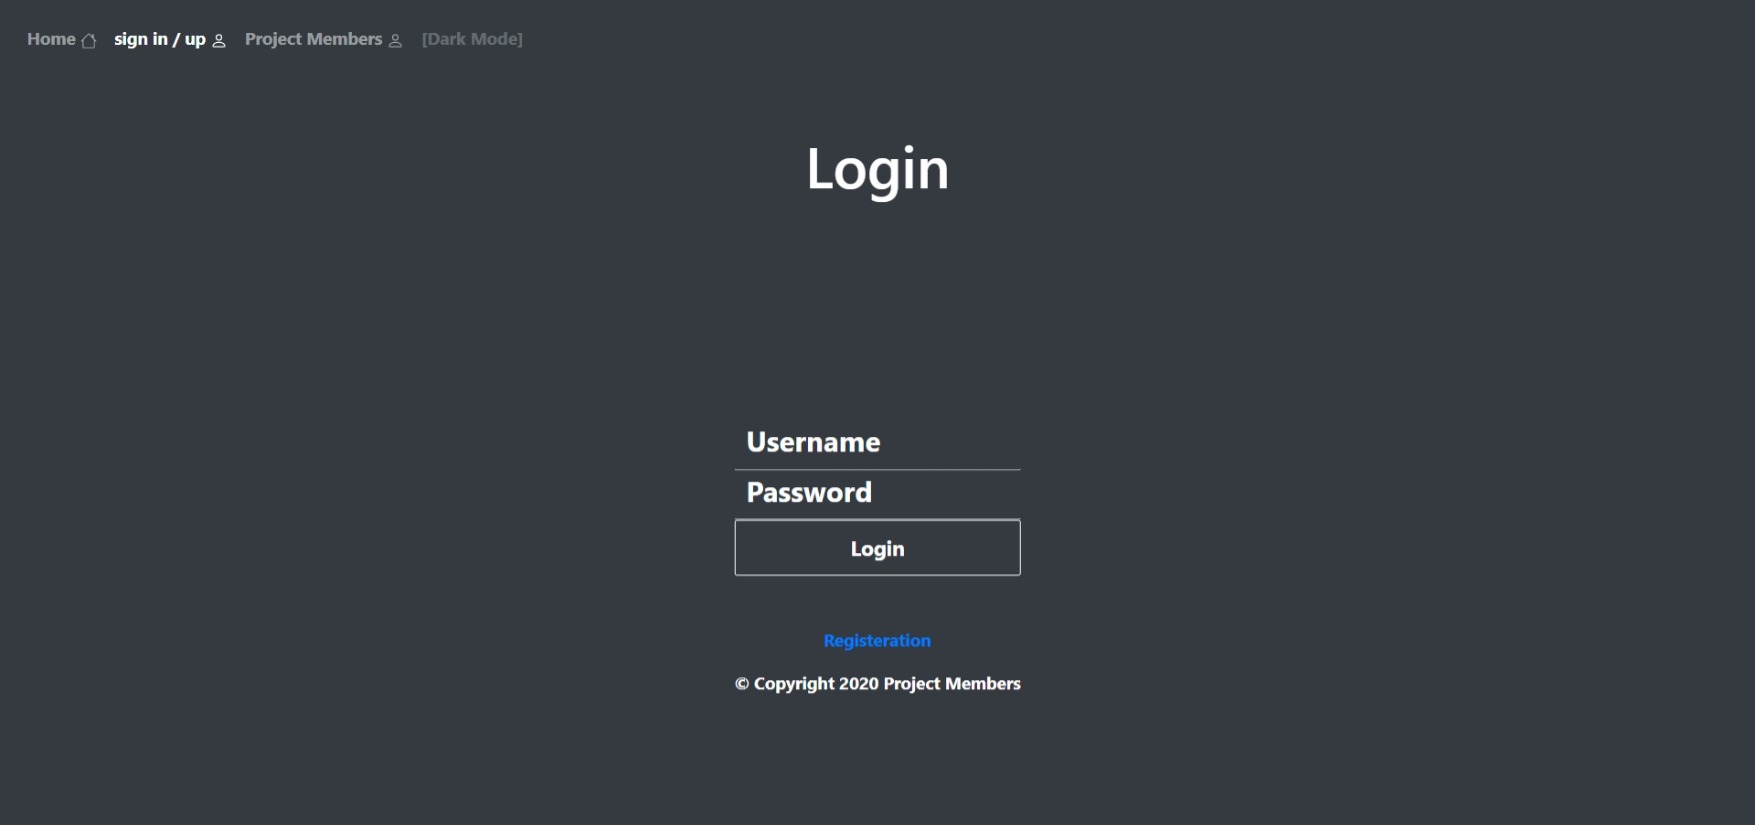 Home sign in / up Project Members [Dark Mode]
Login
Username
Password
Login
Registeration
© Copyright 2020 Project Members